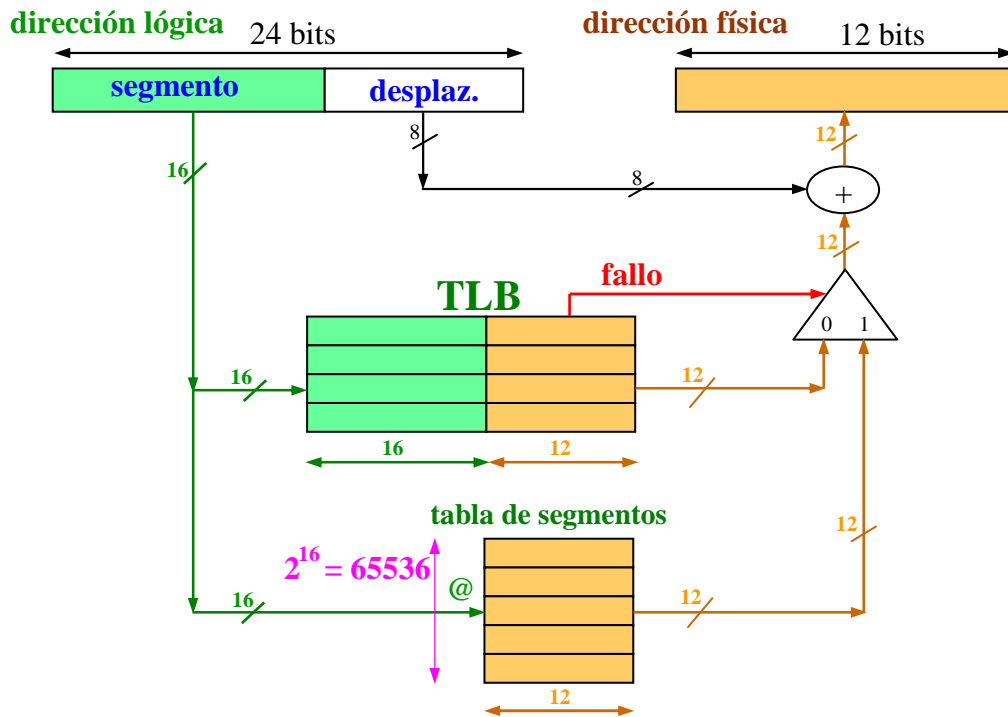 dirección lógica
dirección física
24 bits
12 bits
segmento
desplaz.
8
12
16
8
+
12
fallo
TLB
0 1
16
12
16
12
tabla de segmentos
12
2^16 = 65536
@
16
12
12